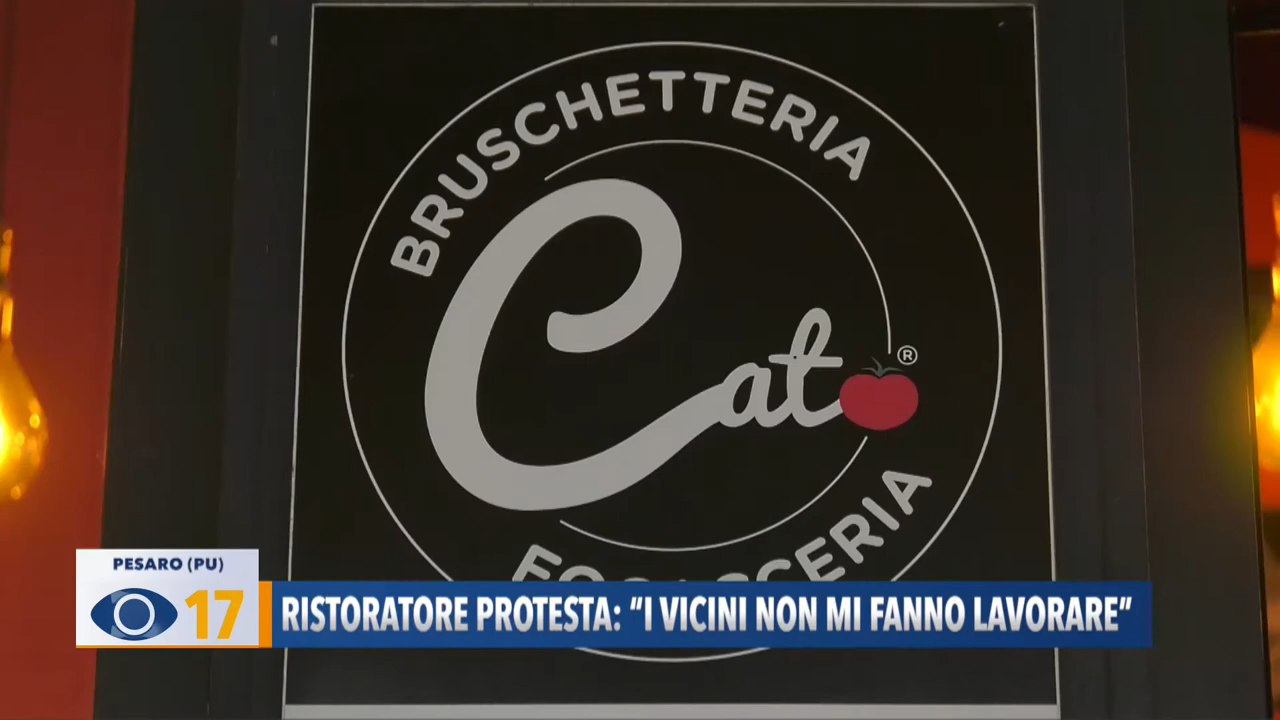 BRUSCHETTERIA
Cat
®
PESARO (PU)
17
RISTORATORE PROTESTA: “I VICINI NON MI FANNO LAVORARE”